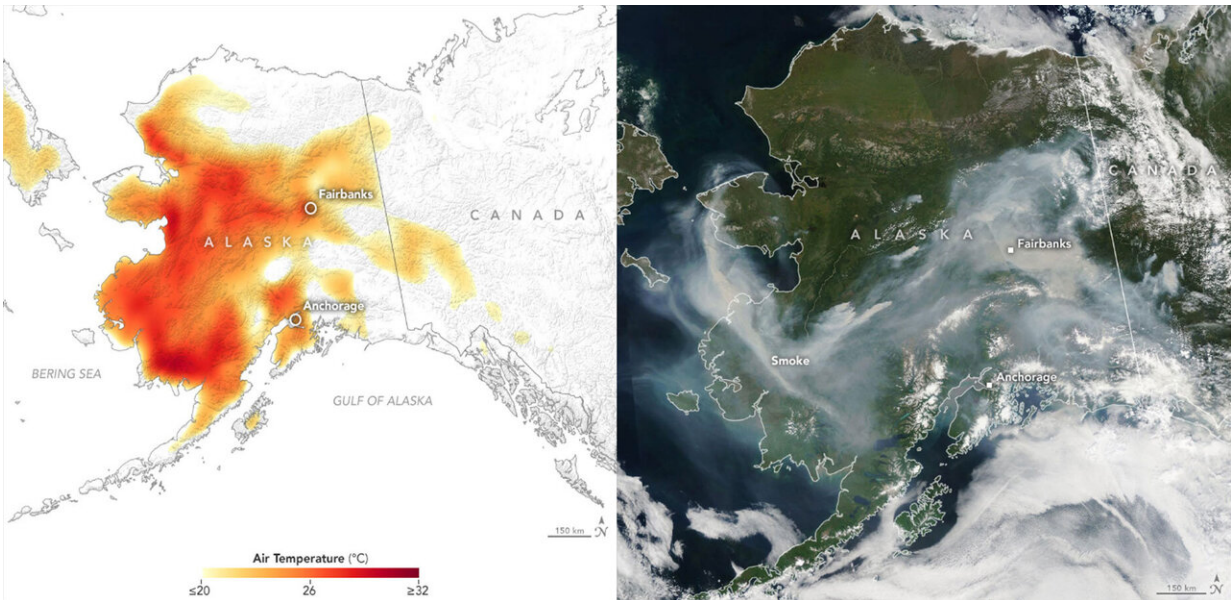 Fairbanks
ALASKA
CANADA
Anchorage
BERING SEA
GULF OF ALASKA
150 km
N
Air Temperature (°C)
≤20 26 ≥32
CANADA
ALASKA
Fairbanks
Smoke
Anchorage
150 km
N